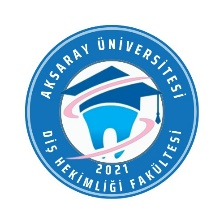 AKSARAY ÜNİVERSİTESİ
2021
DİŞ HEKİMLİĞİ FAKÜLTESİ